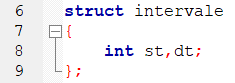 6 struct intervale
7 {
8 int st,dt;
9 };